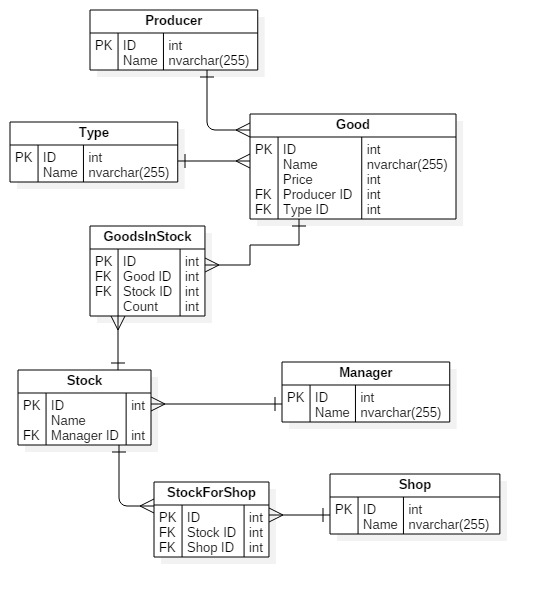 Producer
PK ID int
Name nvarchar(255)
Type
PK ID int
Name nvarchar(255)
Good
PK ID int
Name nvarchar(255)
Price int
FK Producer ID int
FK Type ID int
GoodsInStock
PK ID int
FK Good ID int
FK Stock ID int
Count int
Stock
PK ID int
Name
FK Manager ID int
Manager
PK ID int
Name nvarchar(255)
StockForShop
PK ID int
FK Stock ID int
FK Shop ID int
Shop
PK ID int
Name nvarchar(255)